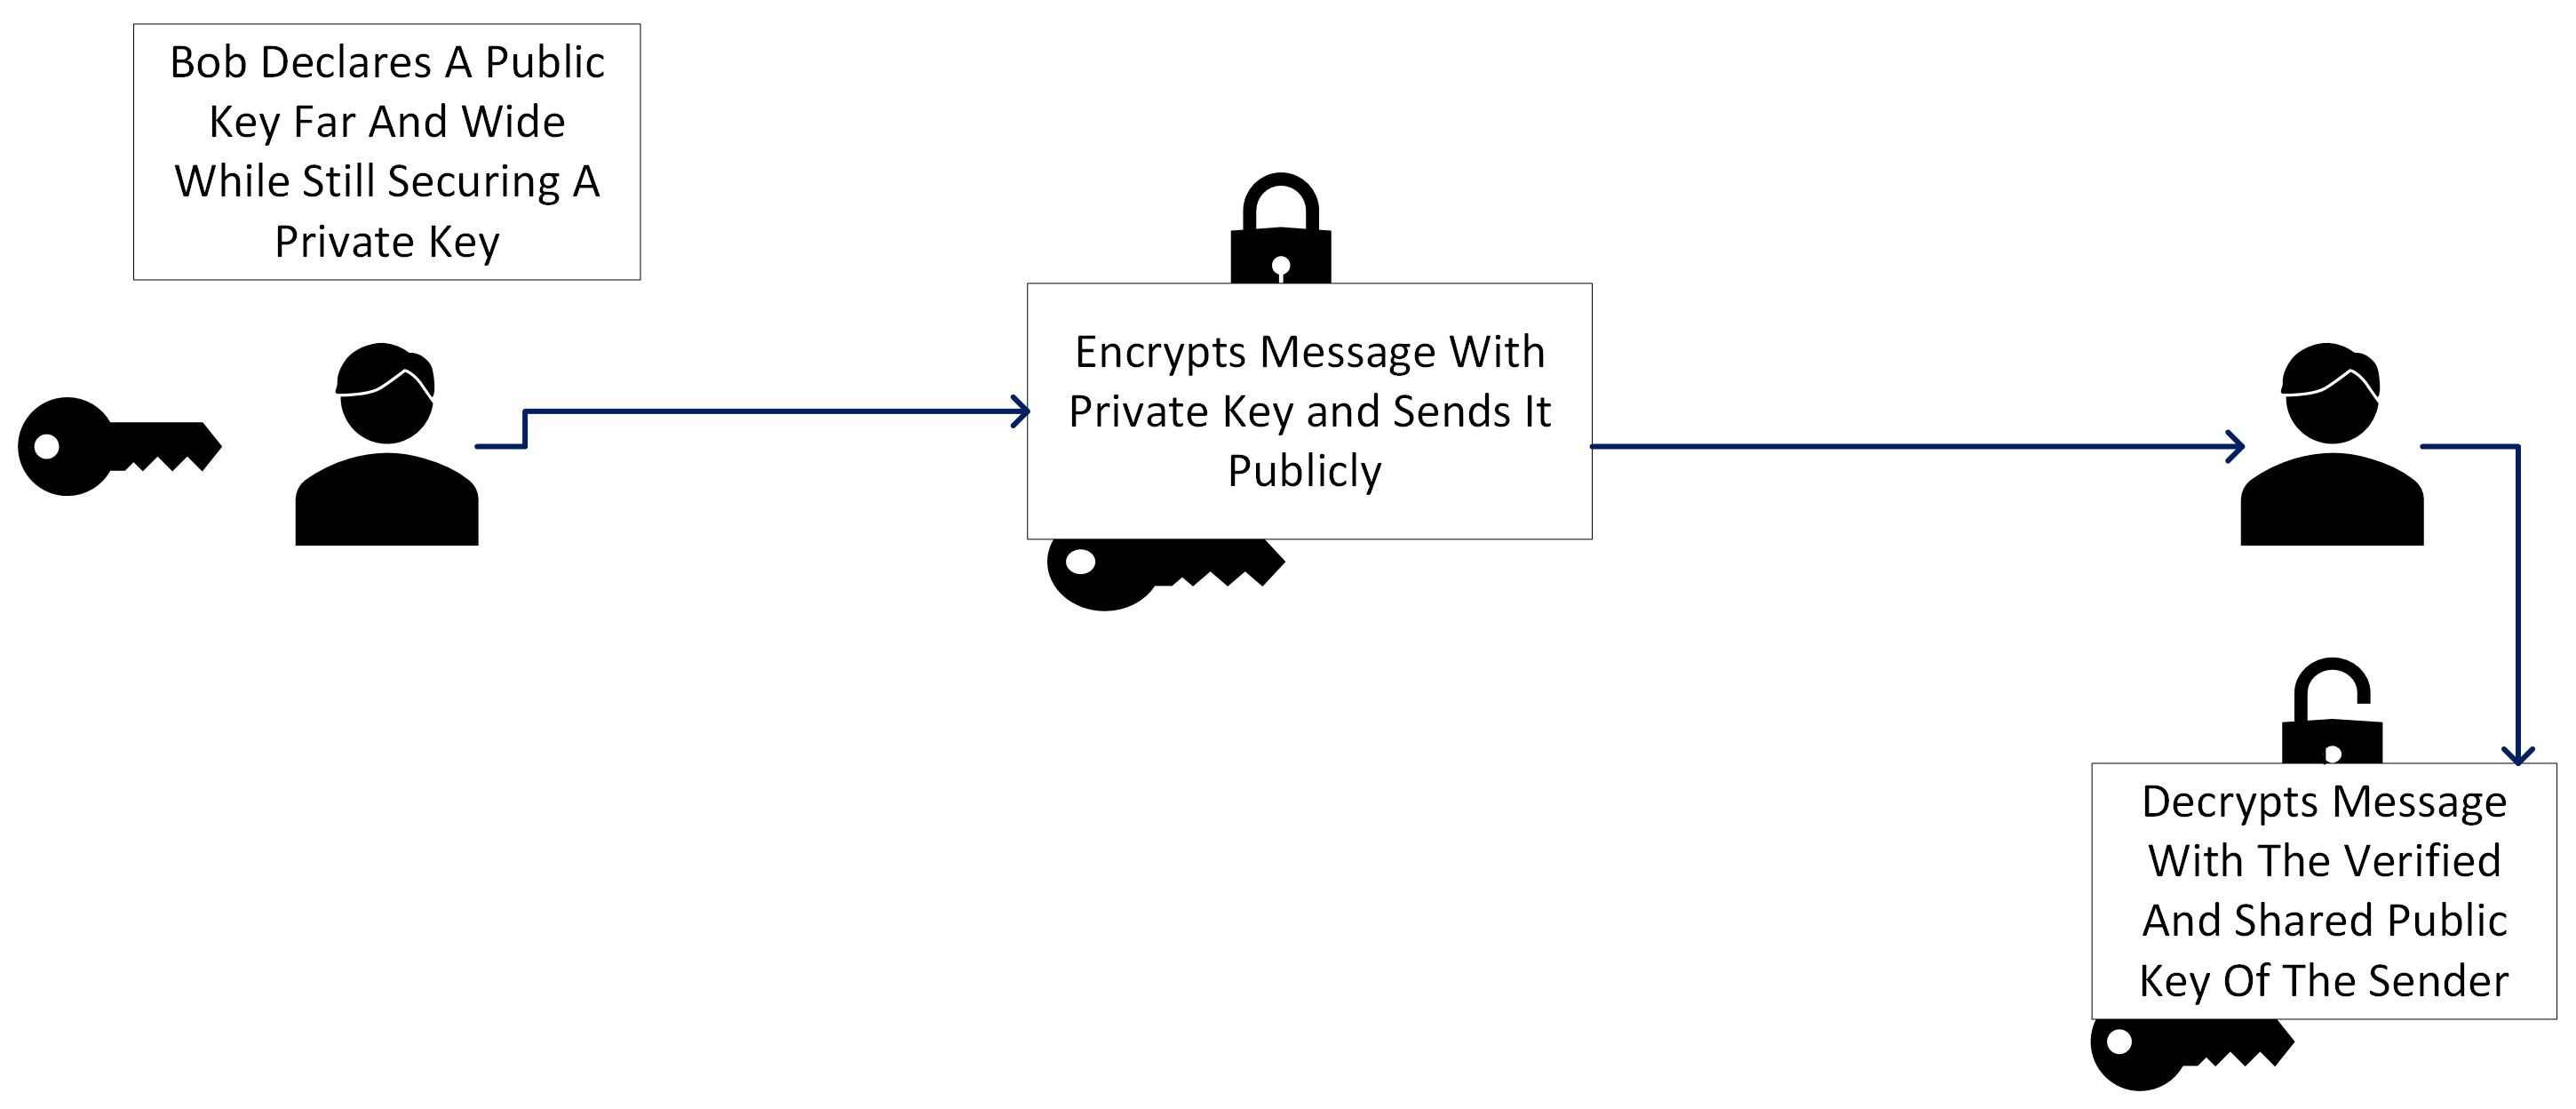 Bob Declares A Public
Key Far And Wide
While Still Securing A
Private Key
Encrypts Message With
Private Key and Sends It
Publicly
Decrypts Message
With The Verified
And Shared Public
Key Of The Sender